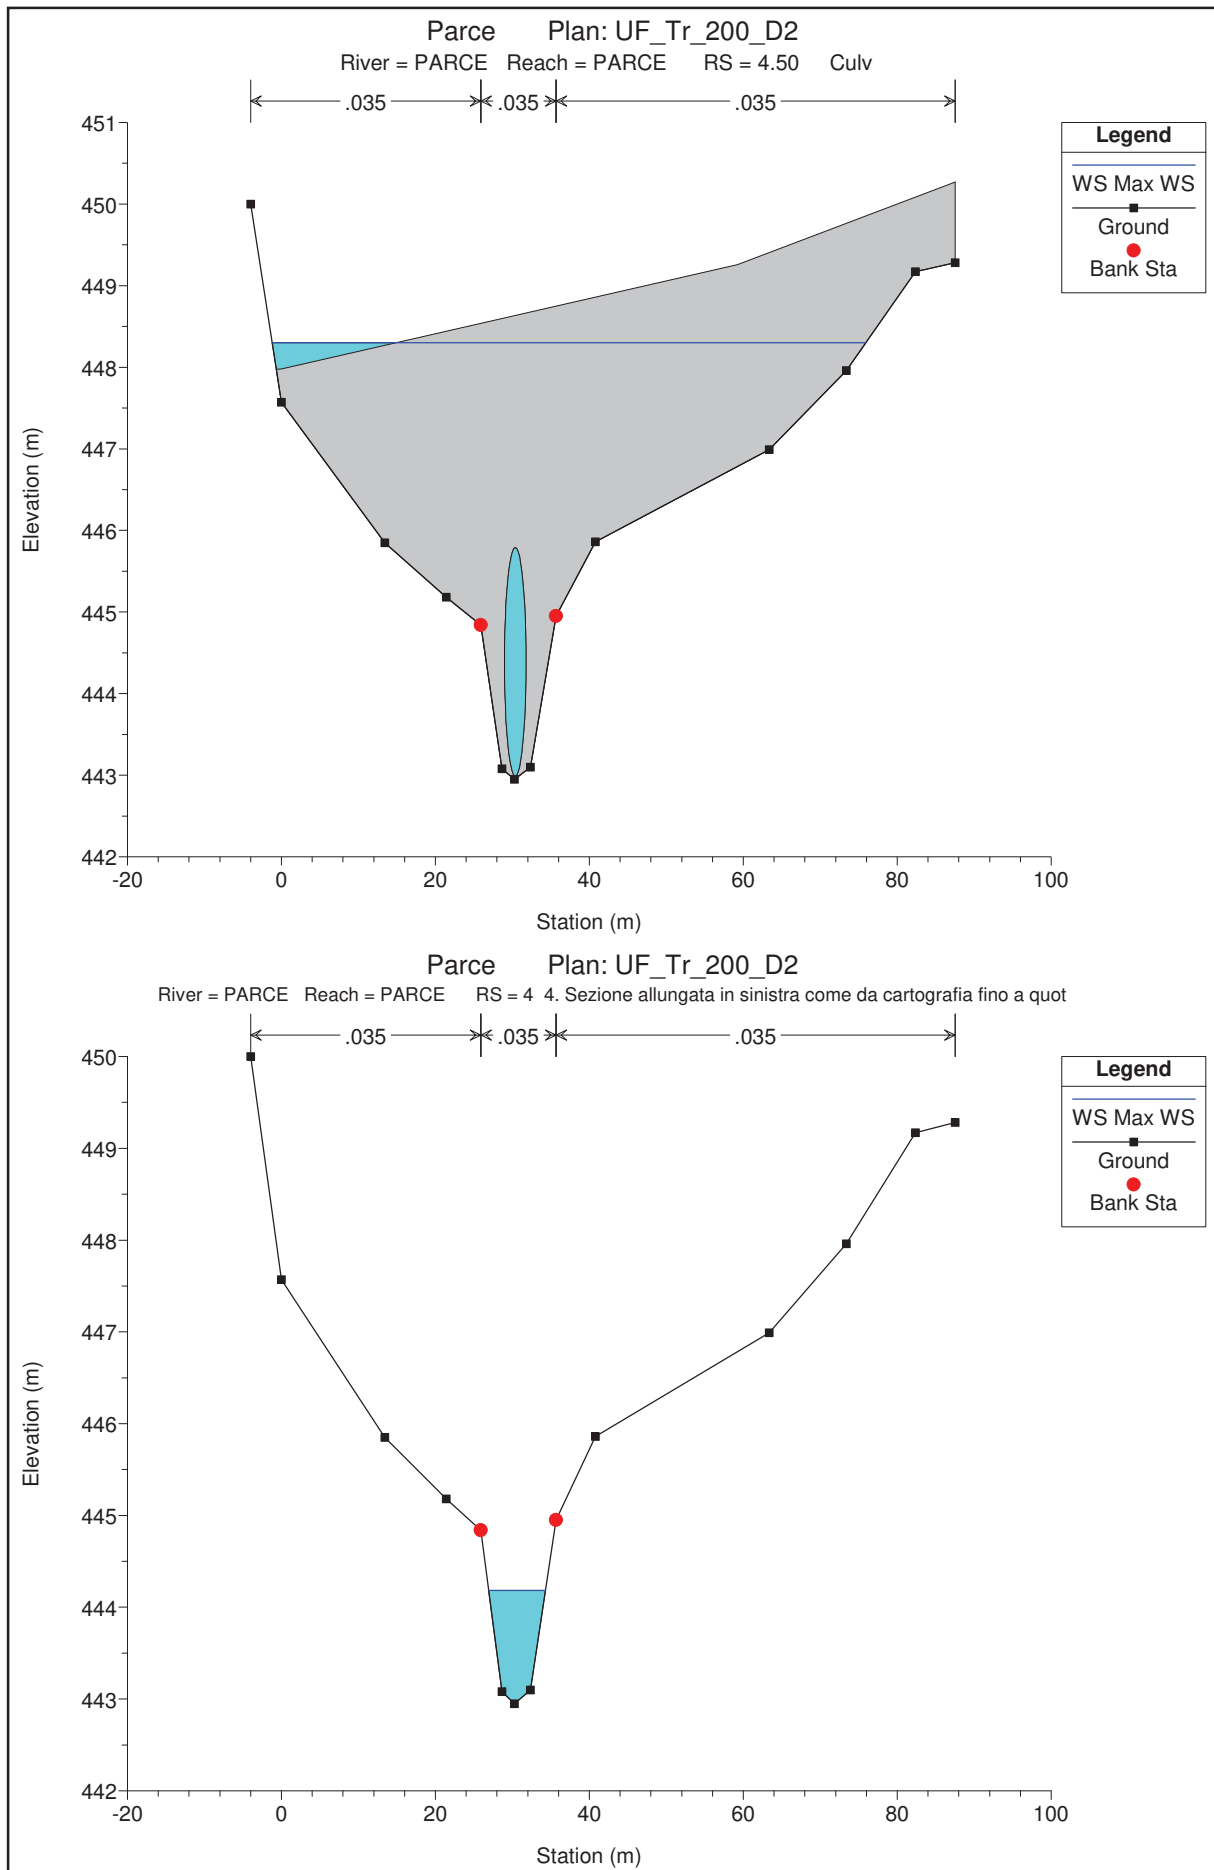 Parce Plan: UF_Tr_200_D2
River = PARCE Reach = PARCE RS = 4.50 Culv
.035 .035 .035
451
450
449
448
447
446
445
444
443
442
-20 0 20 40 60 80 100
Elevation (m)
Station (m)
Legend
WS Max WS
Ground
Bank Sta
Parce Plan: UF_Tr_200_D2
River = PARCE Reach = PARCE RS = 4 4. Sezione allungata in sinistra come da cartografia fino a quot
.035 .035 .035
450
449
448
447
446
445
444
443
442
-20 0 20 40 60 80 100
Elevation (m)
Station (m)
Legend
WS Max WS
Ground
Bank Sta